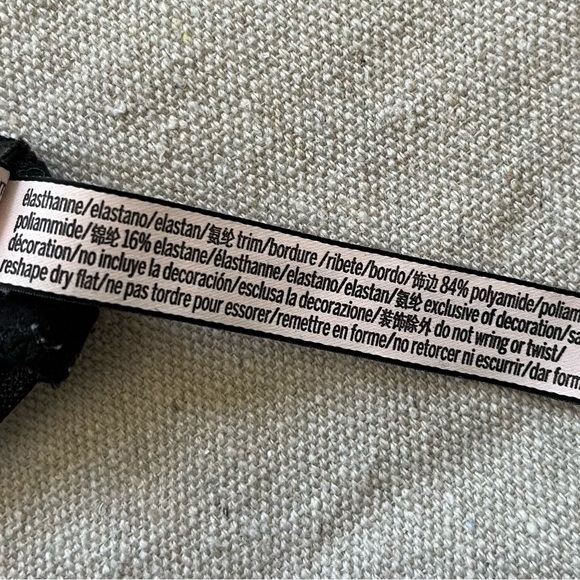 élasthanne/elastano/elastan/氨纶 trim/bordure /ribete/bordo/饰边 84% polyamide/poliam
poliammide/锦纶 16% elastane/élasthanne/elastano/elastan/氨纶 exclusive of decoration/sa
décoration/no incluye la decoración/esclusa la decorazione/装饰除外 do not wring or twist/
reshape dry flat/ne pas tordre pour essorer/remettre en forme/no retorcer ni escurrir/dar form